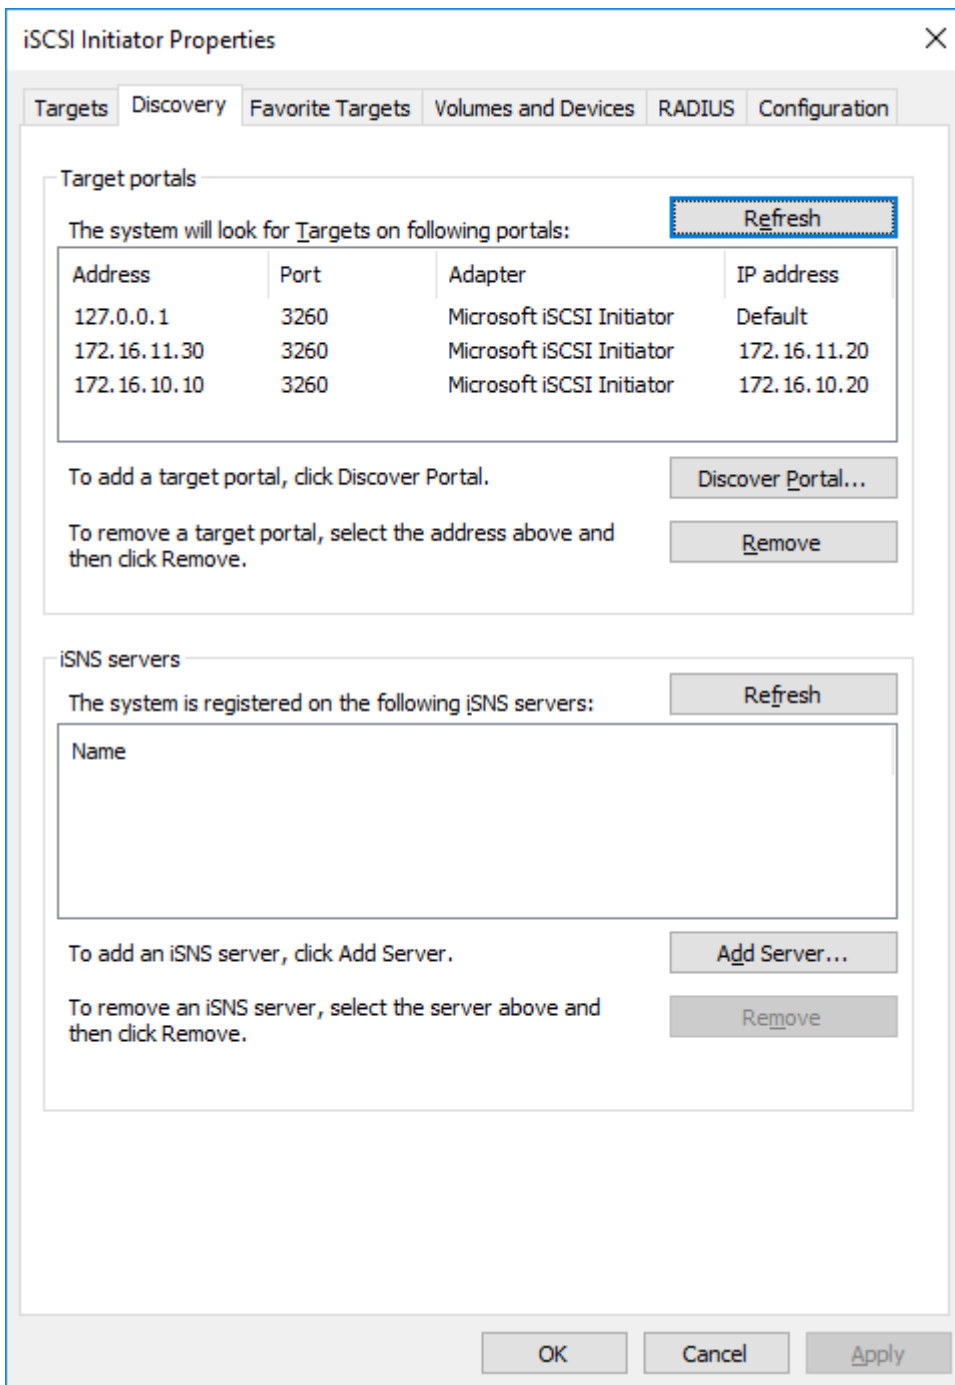 iSCSI Initiator Properties
Targets Discovery Favorite Targets Volumes and Devices RADIUS Configuration
Target portals
The system will look for Targets on following portals:
Refresh
Address Port Adapter IP address
127.0.0.1 3260 Microsoft iSCSI Initiator Default
172.16.11.30 3260 Microsoft iSCSI Initiator 172.16.11.20
172.16.10.10 3260 Microsoft iSCSI Initiator 172.16.10.20
To add a target portal, click Discover Portal.
Discover Portal...
To remove a target portal, select the address above and
then click Remove.
Remove
iSNS servers
The system is registered on the following iSNS servers:
Refresh
Name
To add an iSNS server, click Add Server.
Add Server...
To remove an iSNS server, select the server above and
then click Remove.
Remove
OK Cancel Apply